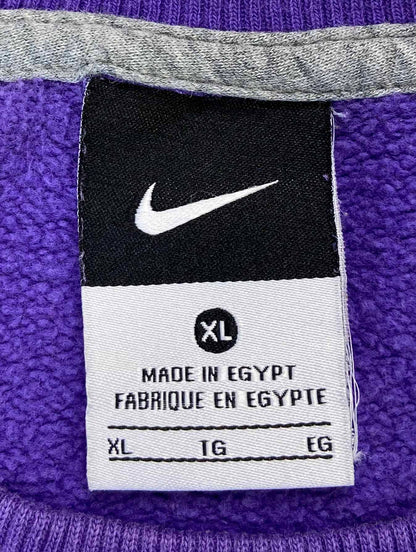 XL
MADE IN EGYPT
FABRIQUE EN EGYPTE
XL TG EG